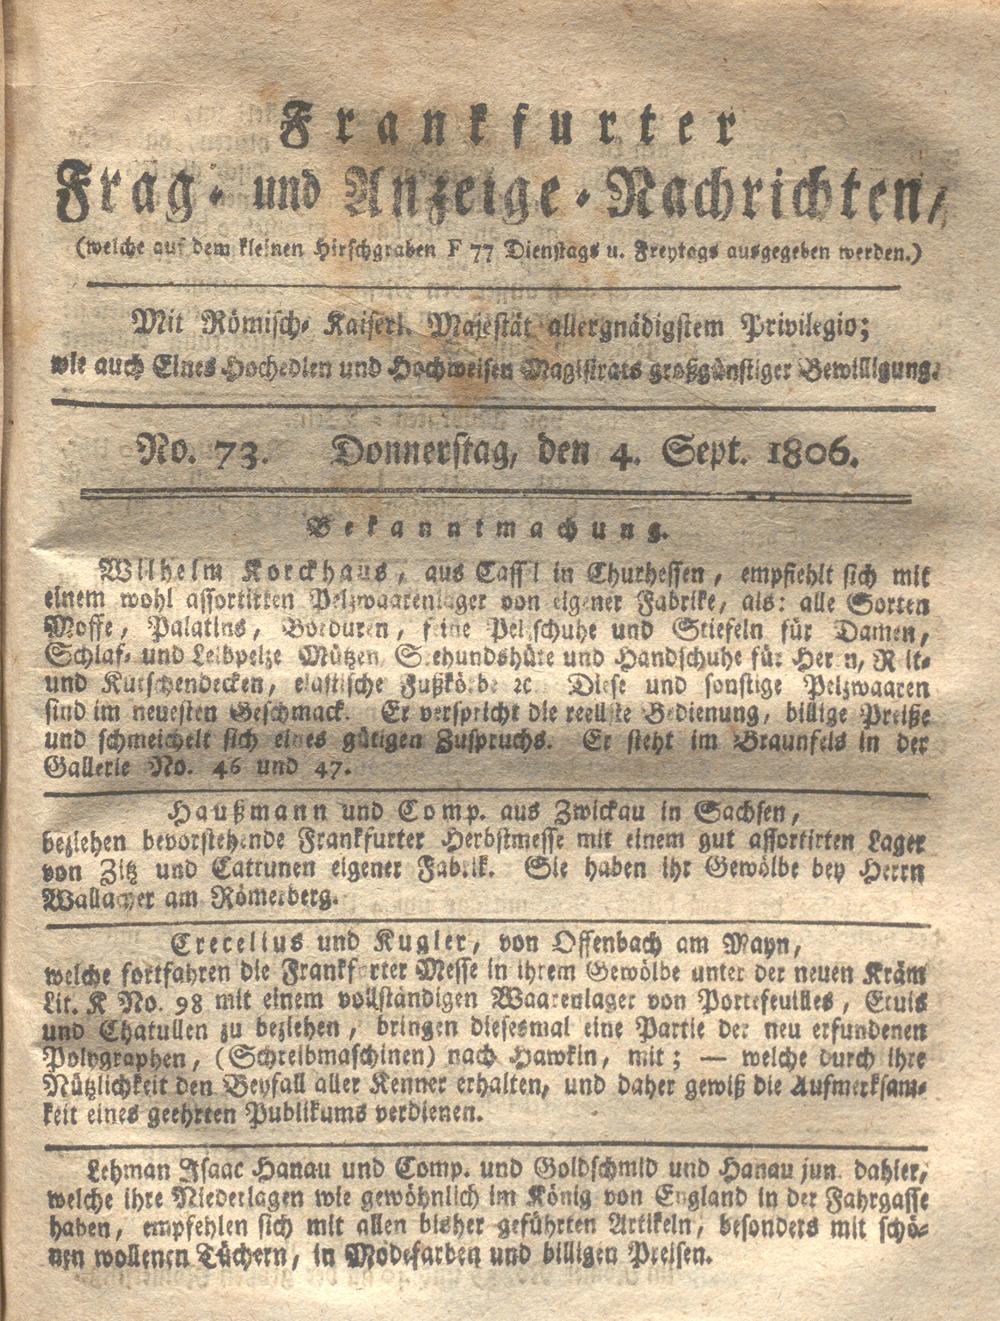 Frankfurter
Frag- und Anzeige-Nachrichten,
(welche auf dem kleinen Hirschgraben F 77 Dienstags u. Freytags ausgegeben werden.)
Mit Römisch-Kaiserl. Majestät allergnädigstem Privilegio;
wie auch Eines Hochedlen und Hochweisen Magistrats großgünstiger Bewilligung.
No. 73. Donnerstag, den 4. Sept. 1806.
Bekanntmachung.
Wilhelm Korckhaus, aus Cassel in Churhessen, empfiehlt sich mit
einem wohl assortirten Pelzwaarenlager von eigener Fabrike, als: alle Sorten
Moffe, Palatins, Borduren, feine Pelzschuhe und Stiefeln für Damen,
Schlaf- und Leibpelze Mützen, Seehundshüte und Handschuhe für Herrn, Reit-
und Kutschendecken, elastische Fußkörbe ꝛc. Diese und sonstige Pelzwaaren
sind im neuesten Geschmack. Er verspricht die reellste Bedienung, billige Preiße
und schmeichelt sich eines gütigen Zuspruchs. Er steht im Braunfels in der
Gallerie No. 46 und 47.
Haußmann und Comp. aus Zwickau in Sachsen,
beziehen bevorstehende Frankfurter Herbstmesse mit einem gut assortirten Lager
von Zitz und Cattunen eigener Fabrik. Sie haben ihr Gewölbe bey Herrn
Wallacher am Römerberg.
Crecelius und Kugler, von Offenbach am Mayn,
welche fortfahren die Frankfurter Messe in ihrem Gewölbe unter der neuen Kräm
Lit. K No. 98 mit einem vollständigen Waarenlager von Portefeuilles, Etuis
und Chatullen zu beziehen, bringen diesesmal eine Partie der neu erfundenen
Polygraphen, (Schreibmaschinen) nach Hawkin, mit; — welche durch ihre
Nützlichkeit den Beyfall aller Kenner erhalten, und daher gewiß die Aufmerksam-
keit eines geehrten Publikums verdienen.
Lehman Isaac Hanau und Comp. und Goldschmid und Hanau jun. dahier,
welche ihre Niederlagen wie gewöhnlich im König von England in der Fahrgasse
haben, empfehlen sich mit allen bisher geführten Artikeln, besonders mit schö-
nen wollenen Tüchern, in Modefarben und billigen Preisen.